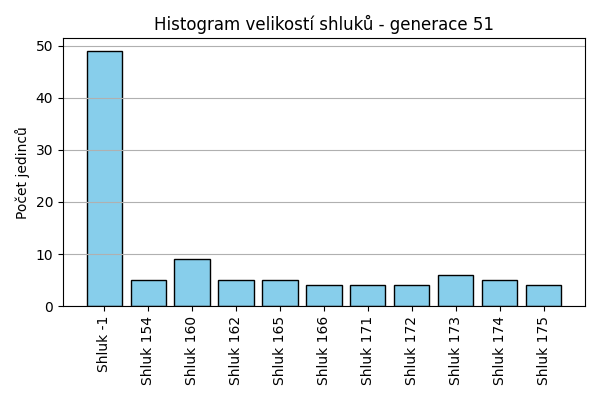 Histogram velikostí shluků - generace 51
Počet jedinců
50
40
30
20
10
0
Shluk -1
Shluk 154
Shluk 160
Shluk 162
Shluk 165
Shluk 166
Shluk 171
Shluk 172
Shluk 173
Shluk 174
Shluk 175